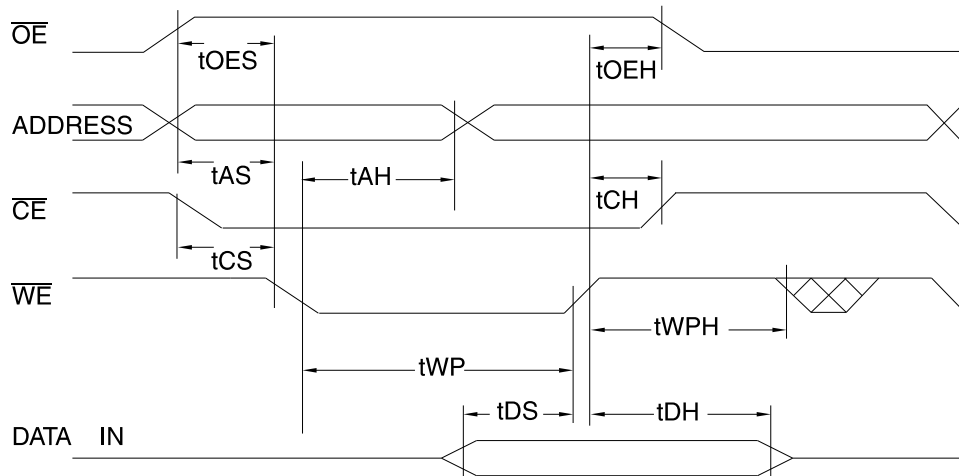 OE
tOES
tOEH
ADDRESS
tAS
tAH
tCH
CE
tCS
WE
tWPH
tWP
tDS
tDH
DATA IN